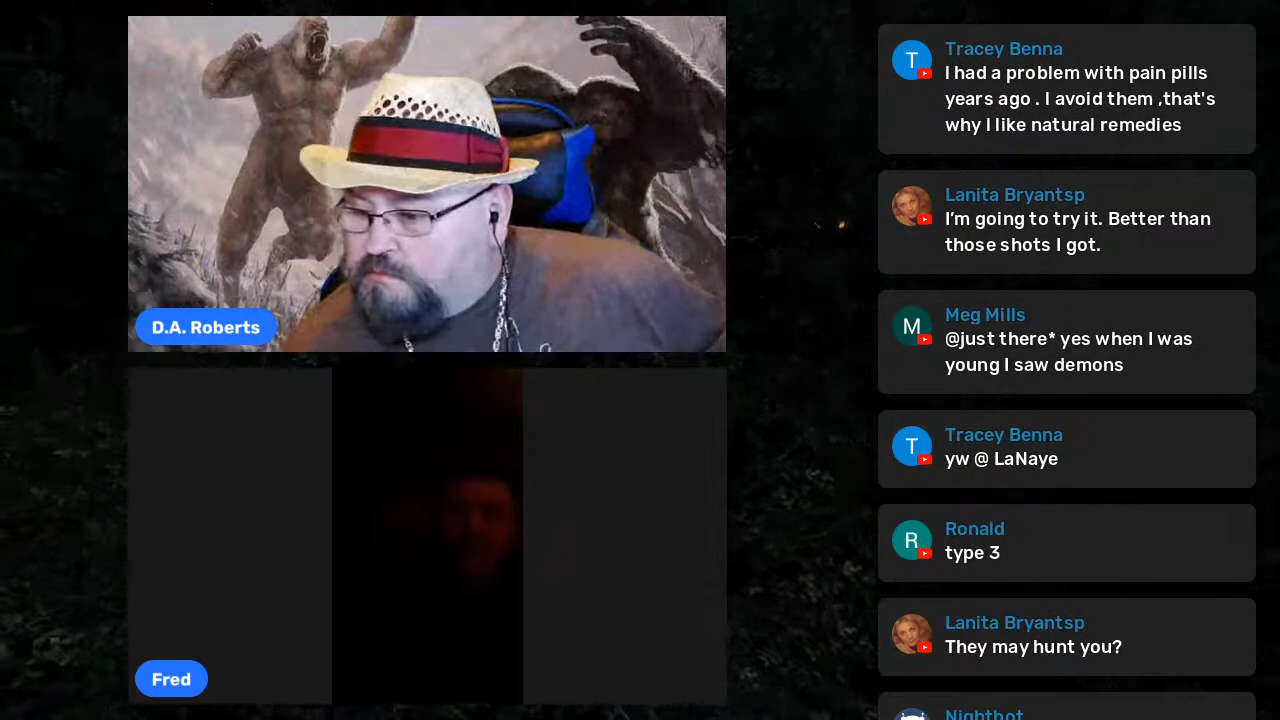 D.A. Roberts
Fred
T
Tracey Benna
I had a problem with pain pills
years ago . I avoid them ,that's
why I like natural remedies
Lanita Bryantsp
I'm going to try it. Better than
those shots I got.
M
Meg Mills
@just there* yes when I was
young I saw demons
T
Tracey Benna
yw @ LaNaye
R
Ronald
type 3
Lanita Bryantsp
They may hunt you?
Nightbot